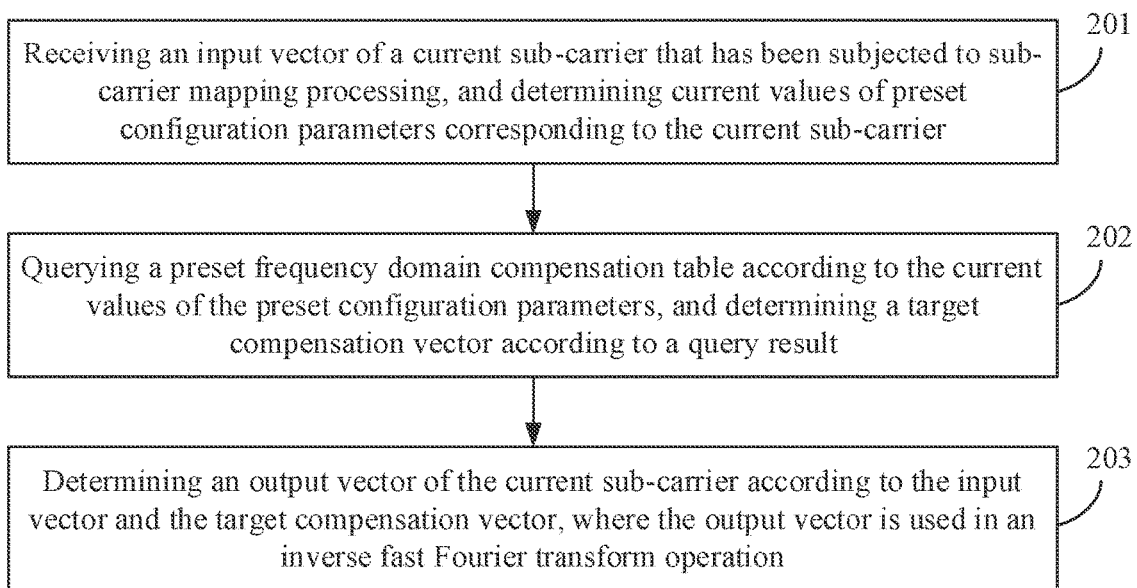 201
Receiving an input vector of a current sub-carrier that has been subjected to sub-
carrier mapping processing, and determining current values of preset
configuration parameters corresponding to the current sub-carrier
202
Querying a preset frequency domain compensation table according to the current
values of the preset configuration parameters, and determining a target
compensation vector according to a query result
203
Determining an output vector of the current sub-carrier according to the input
vector and the target compensation vector, where the output vector is used in an
inverse fast Fourier transform operation